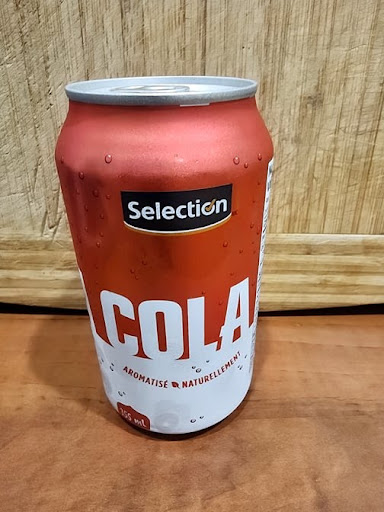 Selection
COLA
AROMATISÉ NATURELLEMENT
355 mL